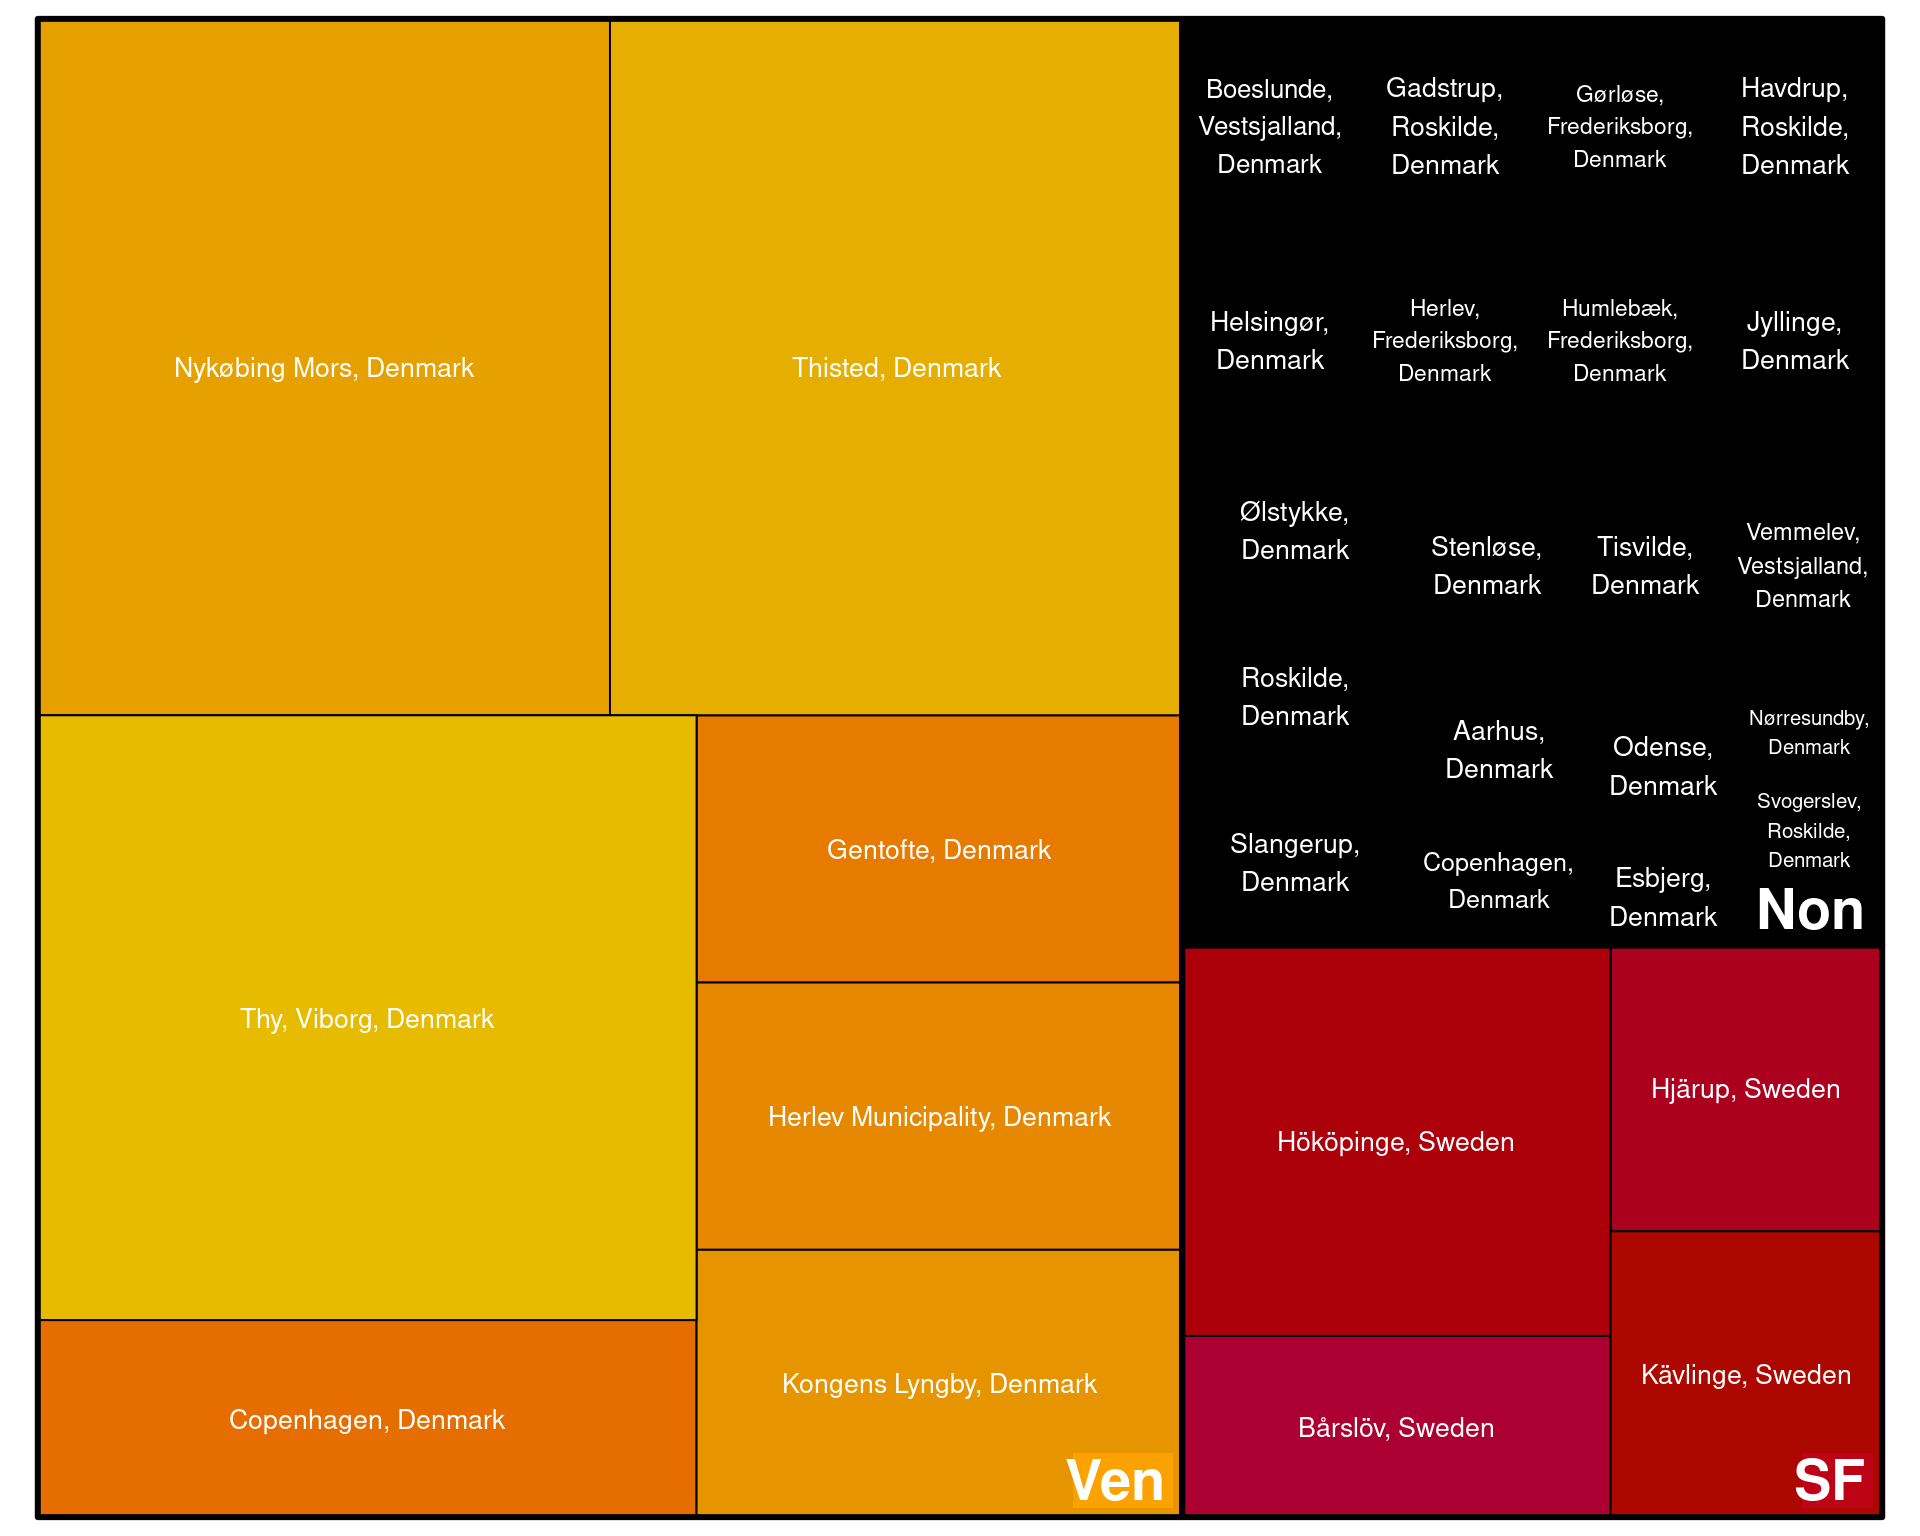 Nykøbing Mors, Denmark
Thisted, Denmark
Thy, Viborg, Denmark
Gentofte, Denmark
Herlev Municipality, Denmark
Kongens Lyngby, Denmark
Copenhagen, Denmark
Ven
Boeslunde,
Vestsjalland,
Denmark
Gadstrup,
Roskilde,
Denmark
Gørløse,
Frederiksborg,
Denmark
Havdrup,
Roskilde,
Denmark
Helsingør,
Denmark
Herlev,
Frederiksborg,
Denmark
Humlebæk,
Frederiksborg,
Denmark
Jyllinge,
Denmark
Ølstykke,
Denmark
Stenløse,
Denmark
Tisvilde,
Denmark
Vemmelev,
Vestsjalland,
Denmark
Roskilde,
Denmark
Aarhus,
Denmark
Odense,
Denmark
Nørresundby,
Denmark
Svogerslev,
Roskilde,
Denmark
Slangerup,
Denmark
Copenhagen,
Denmark
Esbjerg,
Denmark
Non
Hököpinge, Sweden
Hjärup, Sweden
Bårslöv, Sweden
Kävlinge, Sweden
SF